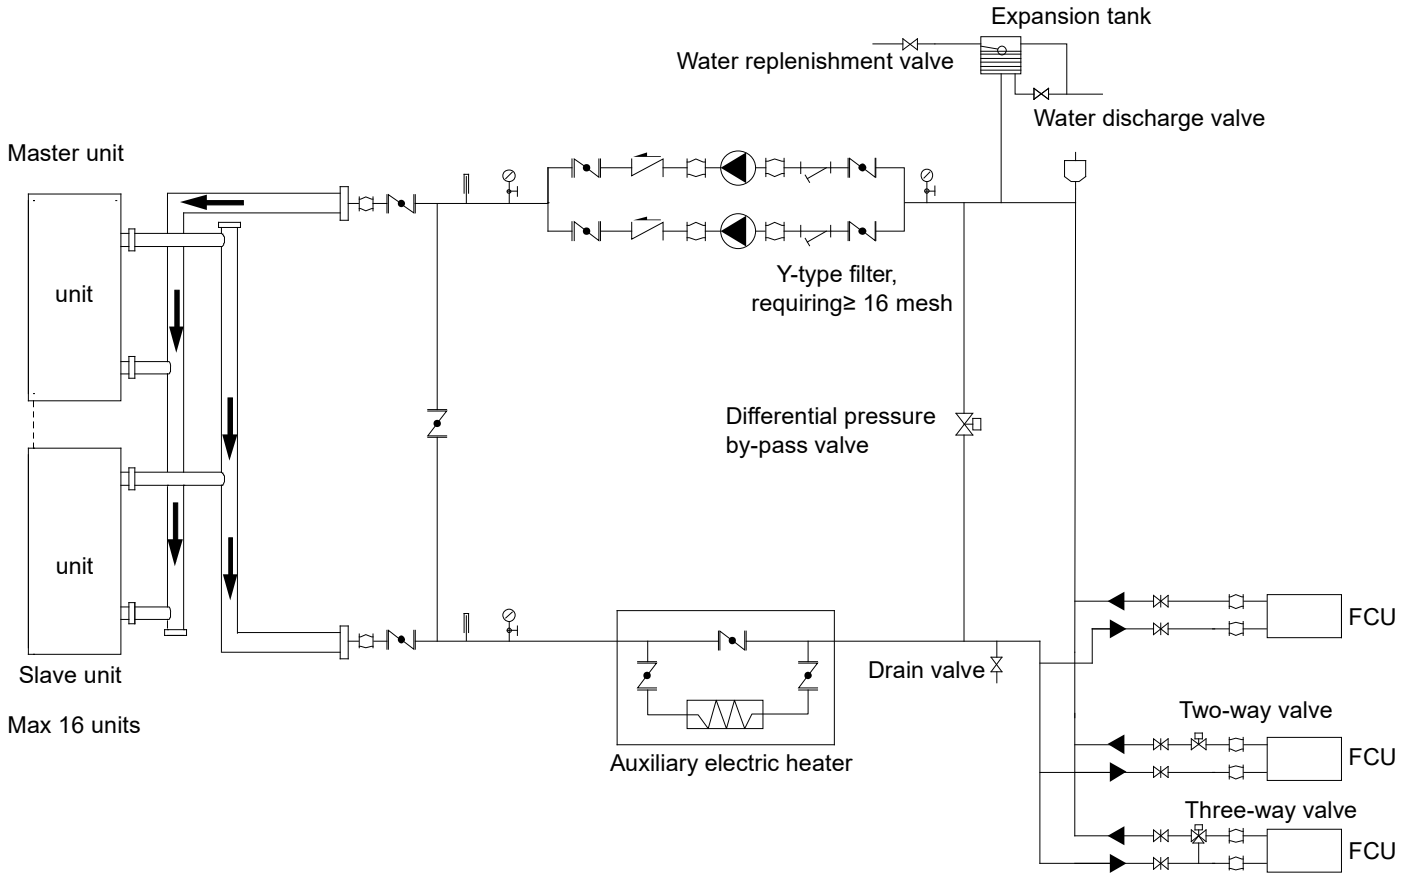 Expansion tank
Water replenishment valve
Water discharge valve
Master unit
unit
Y-type filter,
requiring≥ 16 mesh
Differential pressure
by-pass valve
unit
Slave unit
Max 16 units
Auxiliary electric heater
Drain valve
FCU
Two-way valve
FCU
Three-way valve
FCU